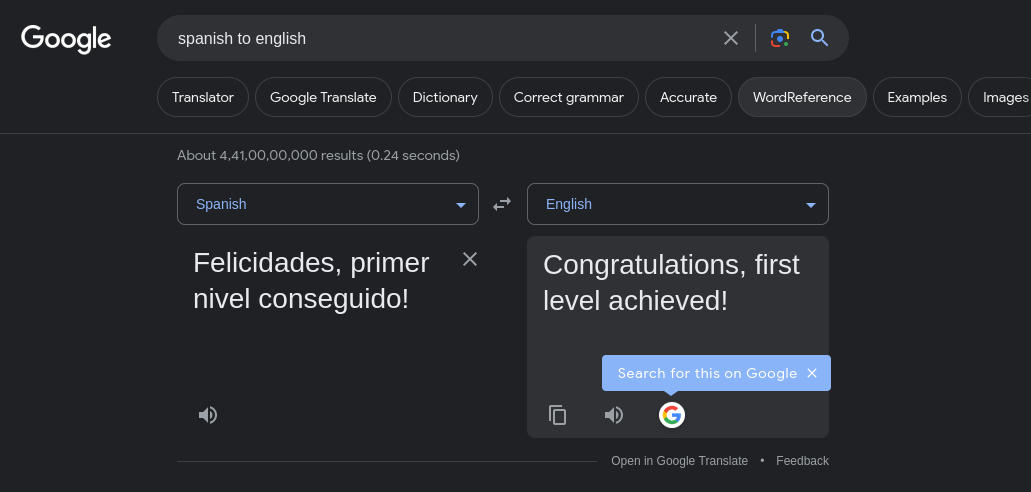 Google
spanish to english
Translator
Google Translate
Dictionary
Correct grammar
Accurate
WordReference
Examples
Images
About 4,41,00,00,000 results (0.24 seconds)
Spanish
English
Felicidades, primer
nivel conseguido!
Congratulations, first
level achieved!
Search for this on Google
Open in Google Translate • Feedback